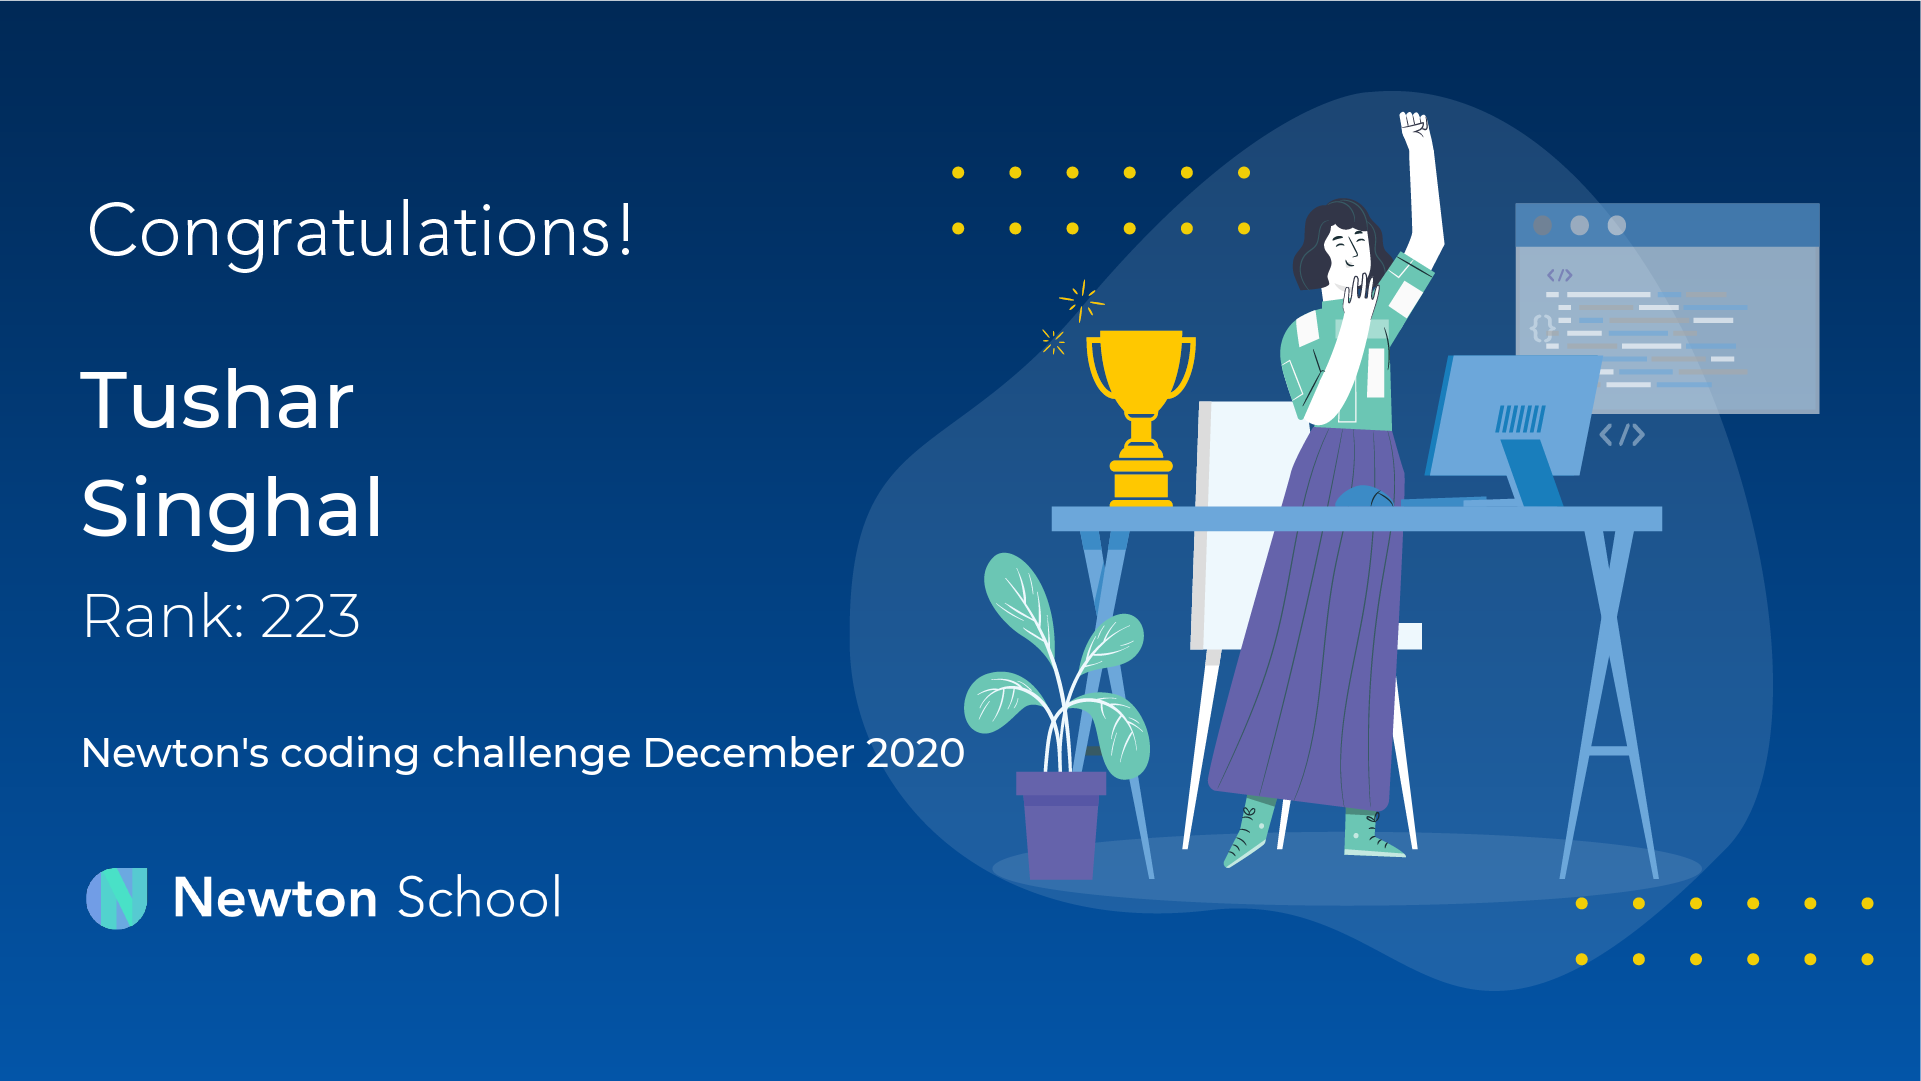 Congratulations!
Tushar
Singhal
Rank: 223
Newton's coding challenge December 2020
Newton School
</>
{}
</>